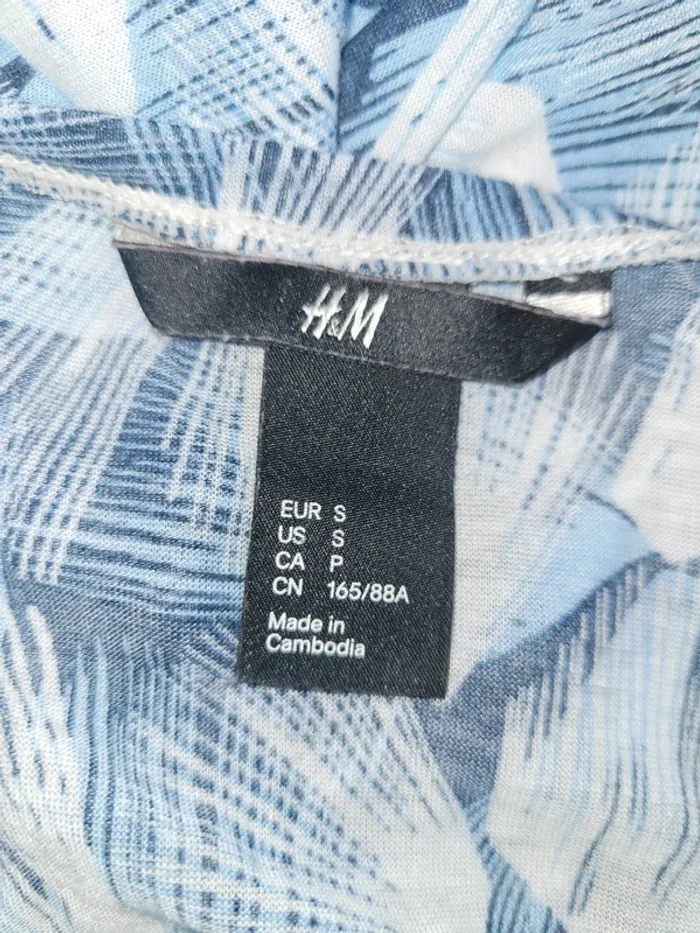 H&M
EUR S
US S
CA P
CN 165/88A
Made in
Cambodia